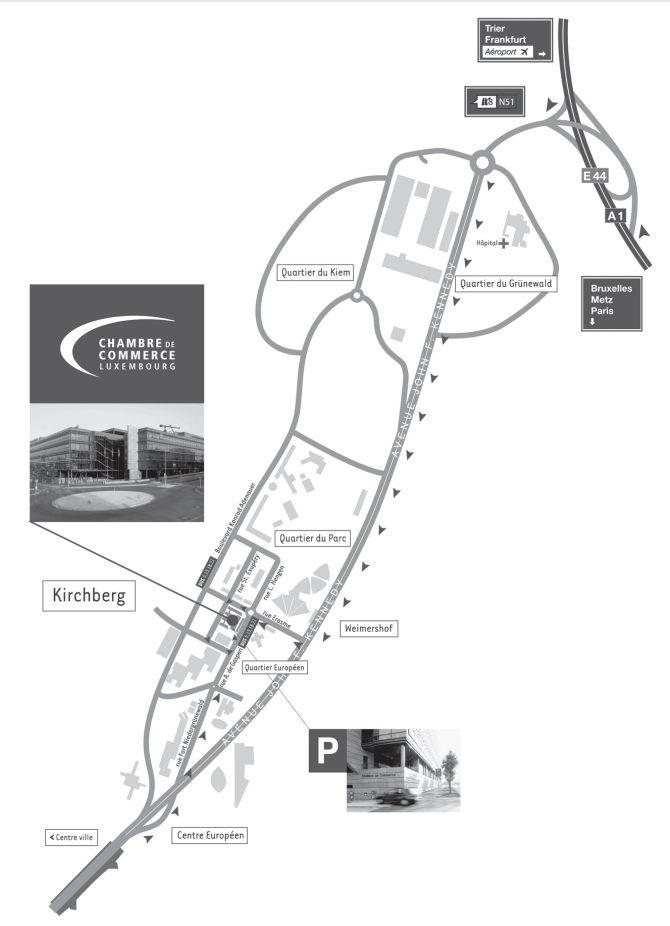 Trier
Frankfurt
Aéroport
8 N51
E 44
A 1
Hôpital
Quartier du Kiem
Quartier du Grünewald
Bruxelles
Metz
Paris
CHAMBRE DE
COMMERCE
LUXEMBOURG
AVENUE JOHN F. KENNEDY
Boulevard Konrad Adenauer
Quartier du Parc
rue St. Exupéry
rue L. Hengen
Kirchberg
rue Erasme
Weimershof
Quartier Européen
rue A. de Gasperi
AVENUE JOHN F. KENNEDY
rue Fort Niedergrünewald
P
< Centre ville
Centre Européen